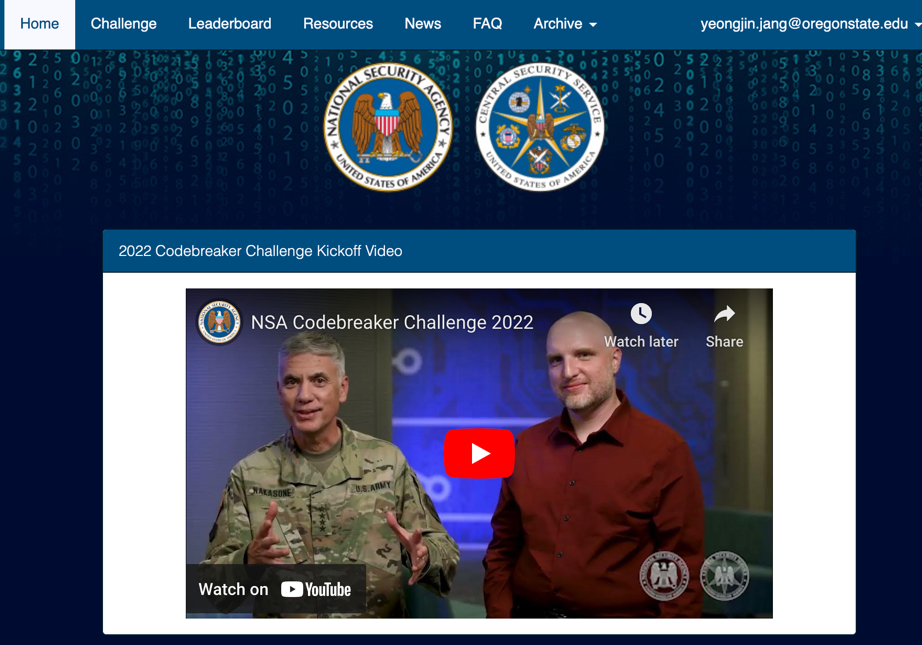 Home Challenge Leaderboard Resources News FAQ Archive yeongjin.jang@oregonstate.edu
NATIONAL SECURITY AGENCY
UNITED STATES OF AMERICA
CENTRAL SECURITY SERVICE
UNITED STATES OF AMERICA
2022 Codebreaker Challenge Kickoff Video
NSA Codebreaker Challenge 2022
Watch later
Share
NAKASONE
U.S. ARMY
Watch on YouTube